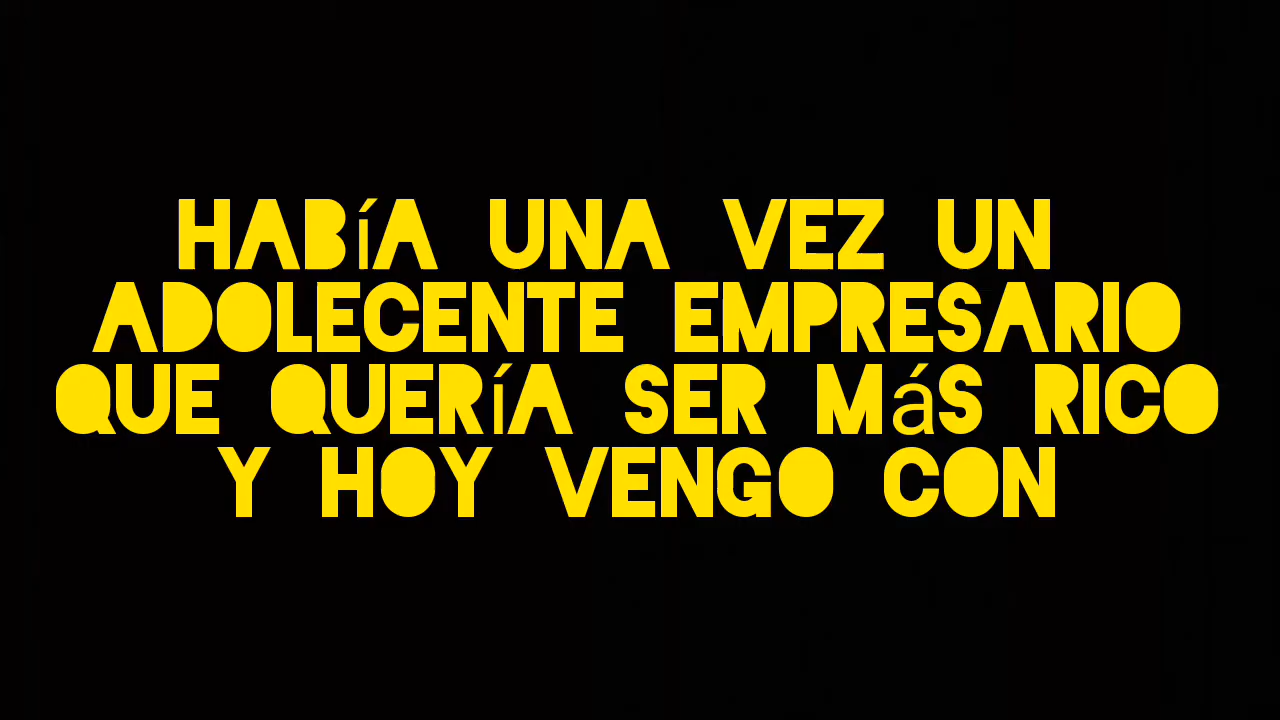 HABíA UNA VEZ UN
ADOLECENTE EMPRESARIO
QUE QUERíA SER MáS RICO
Y HOY VENGO CON